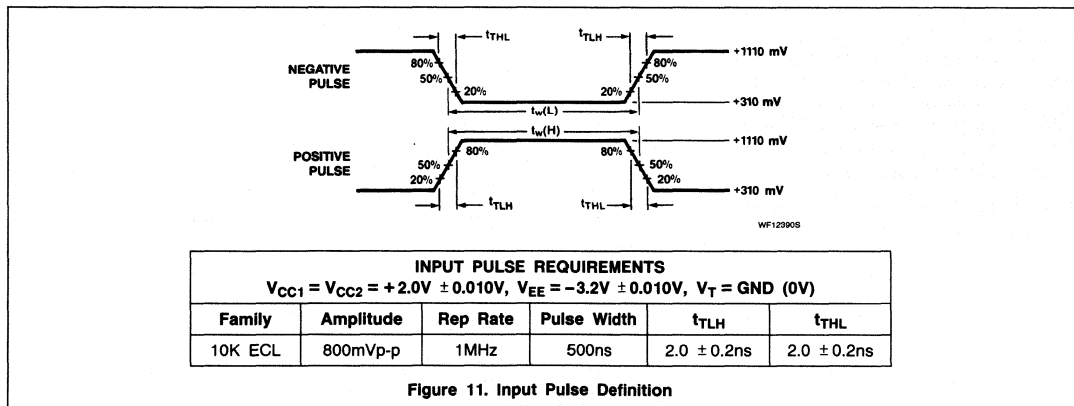 tTHL
tTLH
+1110 mV
80%
80%
NEGATIVE
PULSE
50%
50%
20%
20%
+310 mV
tw(L)
tw(H)
+1110 mV
80%
80%
POSITIVE
PULSE
50%
50%
20%
20%
+310 mV
tTLH
tTHL
WF12390S
INPUT PULSE REQUIREMENTS
VCC1 = VCC2 = +2.0V ±0.010V, VEE = -3.2V ±0.010V, VT = GND (0V)
Family Amplitude Rep Rate Pulse Width tTLH tTHL
10K ECL 800mVp-p 1MHz 500ns 2.0 ±0.2ns 2.0 ±0.2ns
Figure 11. Input Pulse Definition